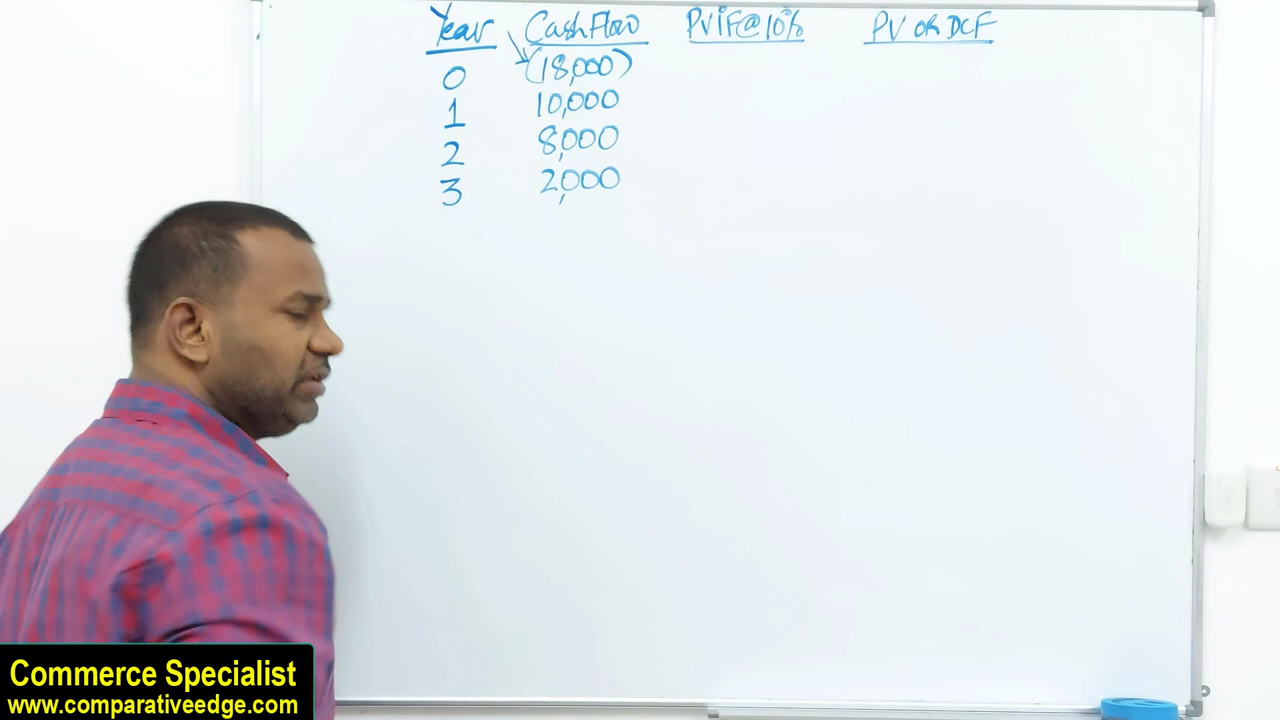 Year Cash Flow PVIF@10% PV OR DCF
0 (18,000)
1 10,000
2 8,000
3 2,000
Commerce Specialist
www.comparativeedge.com